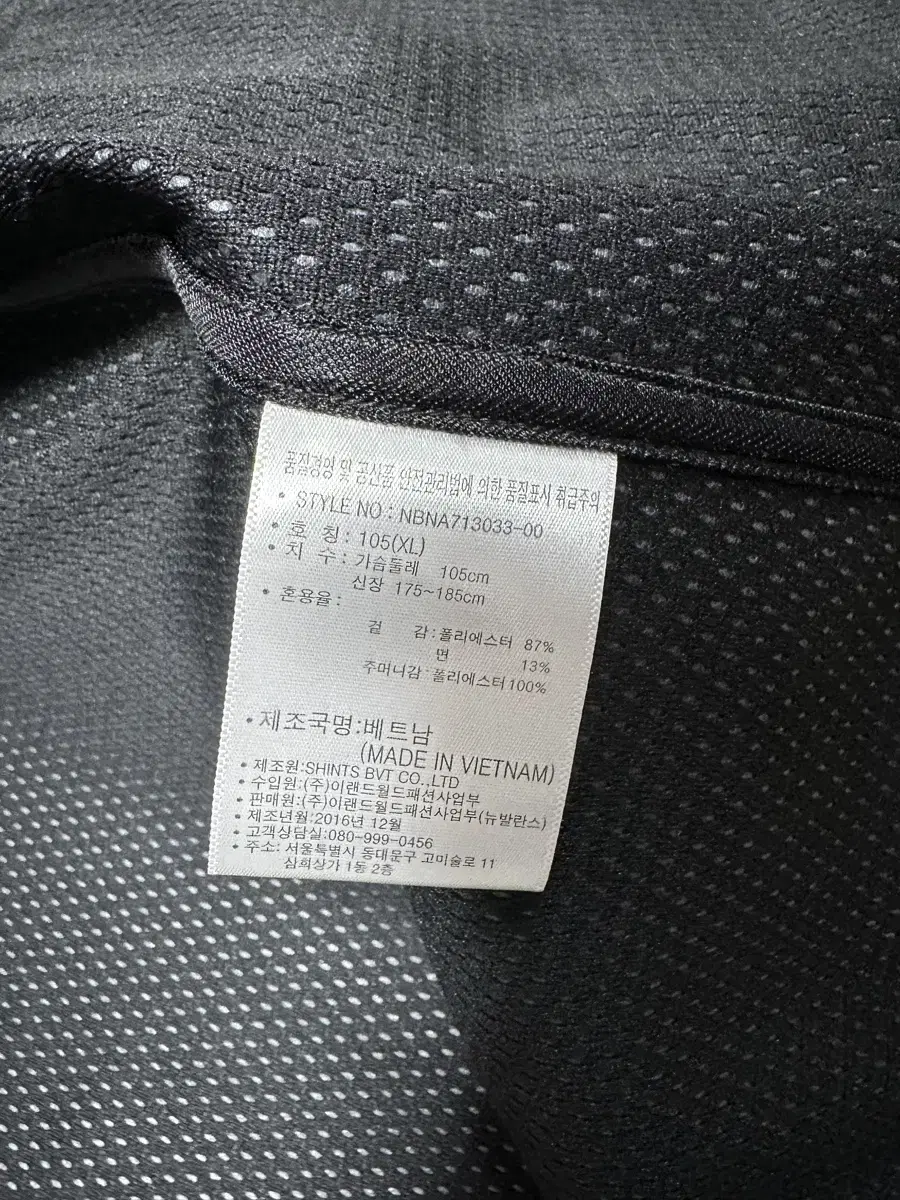 품질경영 및 공산품 안전관리법에 의한 품질표시 취급주의
• STYLE NO : NBNA713033-00
• 호 칭 : 105(XL)
• 치 수 : 가슴둘레 105cm
신장 175~185cm
• 혼용율 :
겉 감 : 폴리에스터 87%
면 13%
주머니감 : 폴리에스터 100%
• 제조국명:베트남
(MADE IN VIETNAM)
• 제조원:SHINTS BVT CO.,LTD
• 수입원:(주)이랜드월드패션사업부
• 판매원:(주)이랜드월드패션사업부(뉴발란스)
• 제조년월:2016년 12월
• 고객상담실:080-999-0456
• 주소: 서울특별시 동대문구 고미술로 11
삼희상가 1동 2층